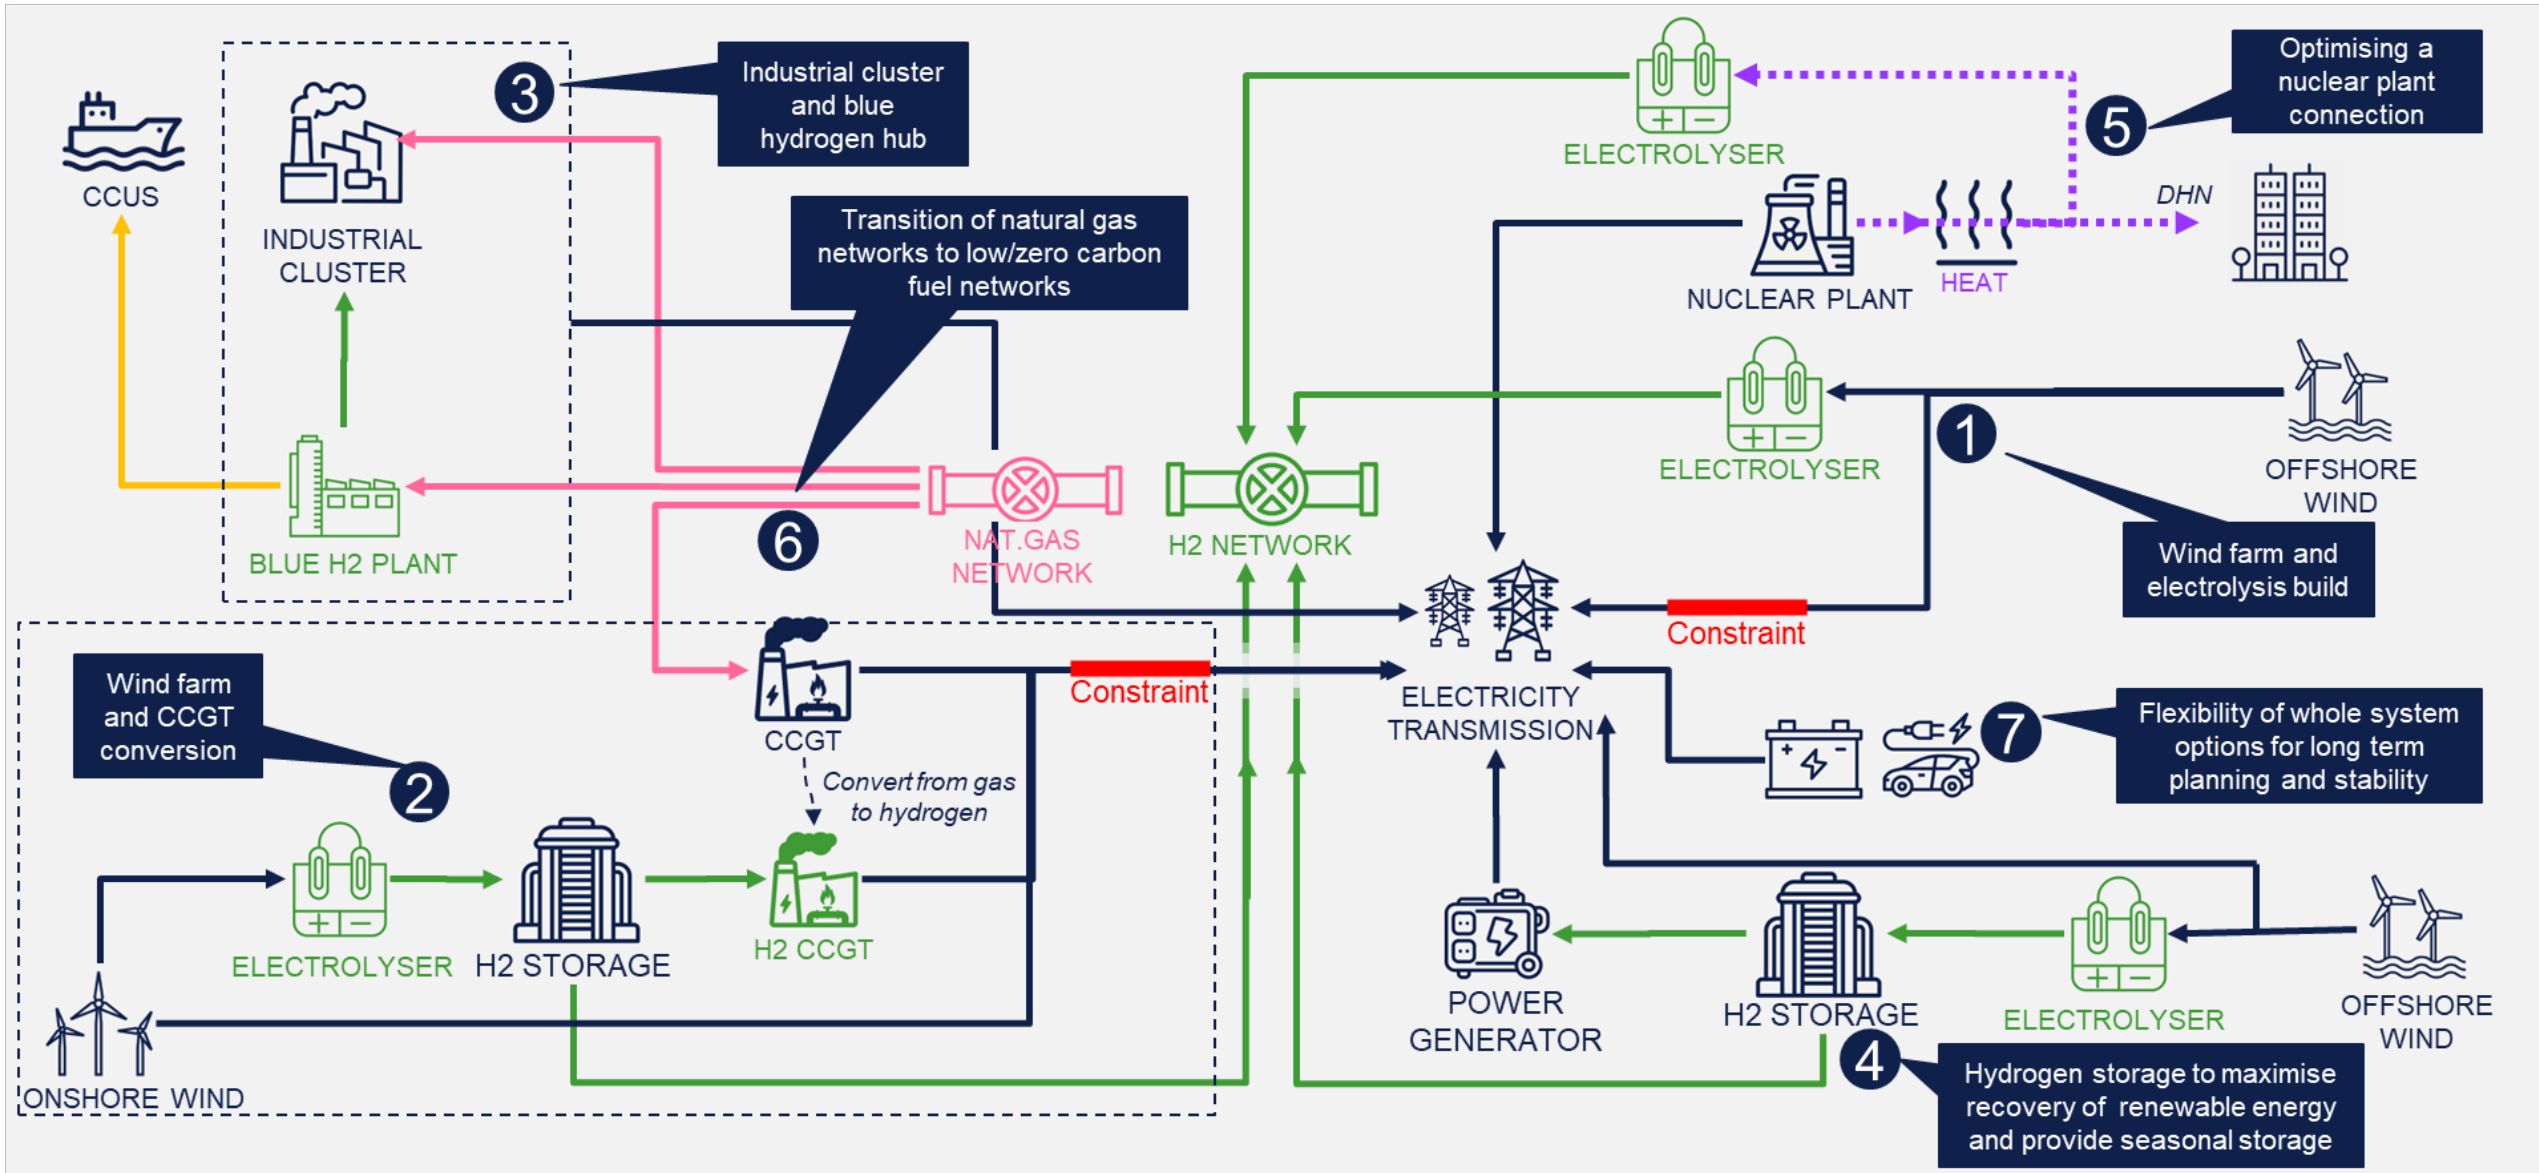 3
Industrial cluster
and blue
hydrogen hub
CCUS
INDUSTRIAL
CLUSTER
BLUE H2 PLANT
Transition of natural gas
networks to low/zero carbon
fuel networks
6
NAT.GAS
NETWORK
H2 NETWORK
ELECTROLYSER
5
Optimising a
nuclear plant
connection
DHN
NUCLEAR PLANT
HEAT
ELECTROLYSER
1
OFFSHORE
WIND
Wind farm and
electrolysis build
Constraint
ELECTRICITY
TRANSMISSION
7
Flexibility of whole system
options for long term
planning and stability
Wind farm
and CCGT
conversion
2
CCGT
Convert from gas
to hydrogen
Constraint
ELECTROLYSER
H2 STORAGE
H2 CCGT
ONSHORE WIND
POWER
GENERATOR
H2 STORAGE
ELECTROLYSER
OFFSHORE
WIND
4
Hydrogen storage to maximise
recovery of renewable energy
and provide seasonal storage